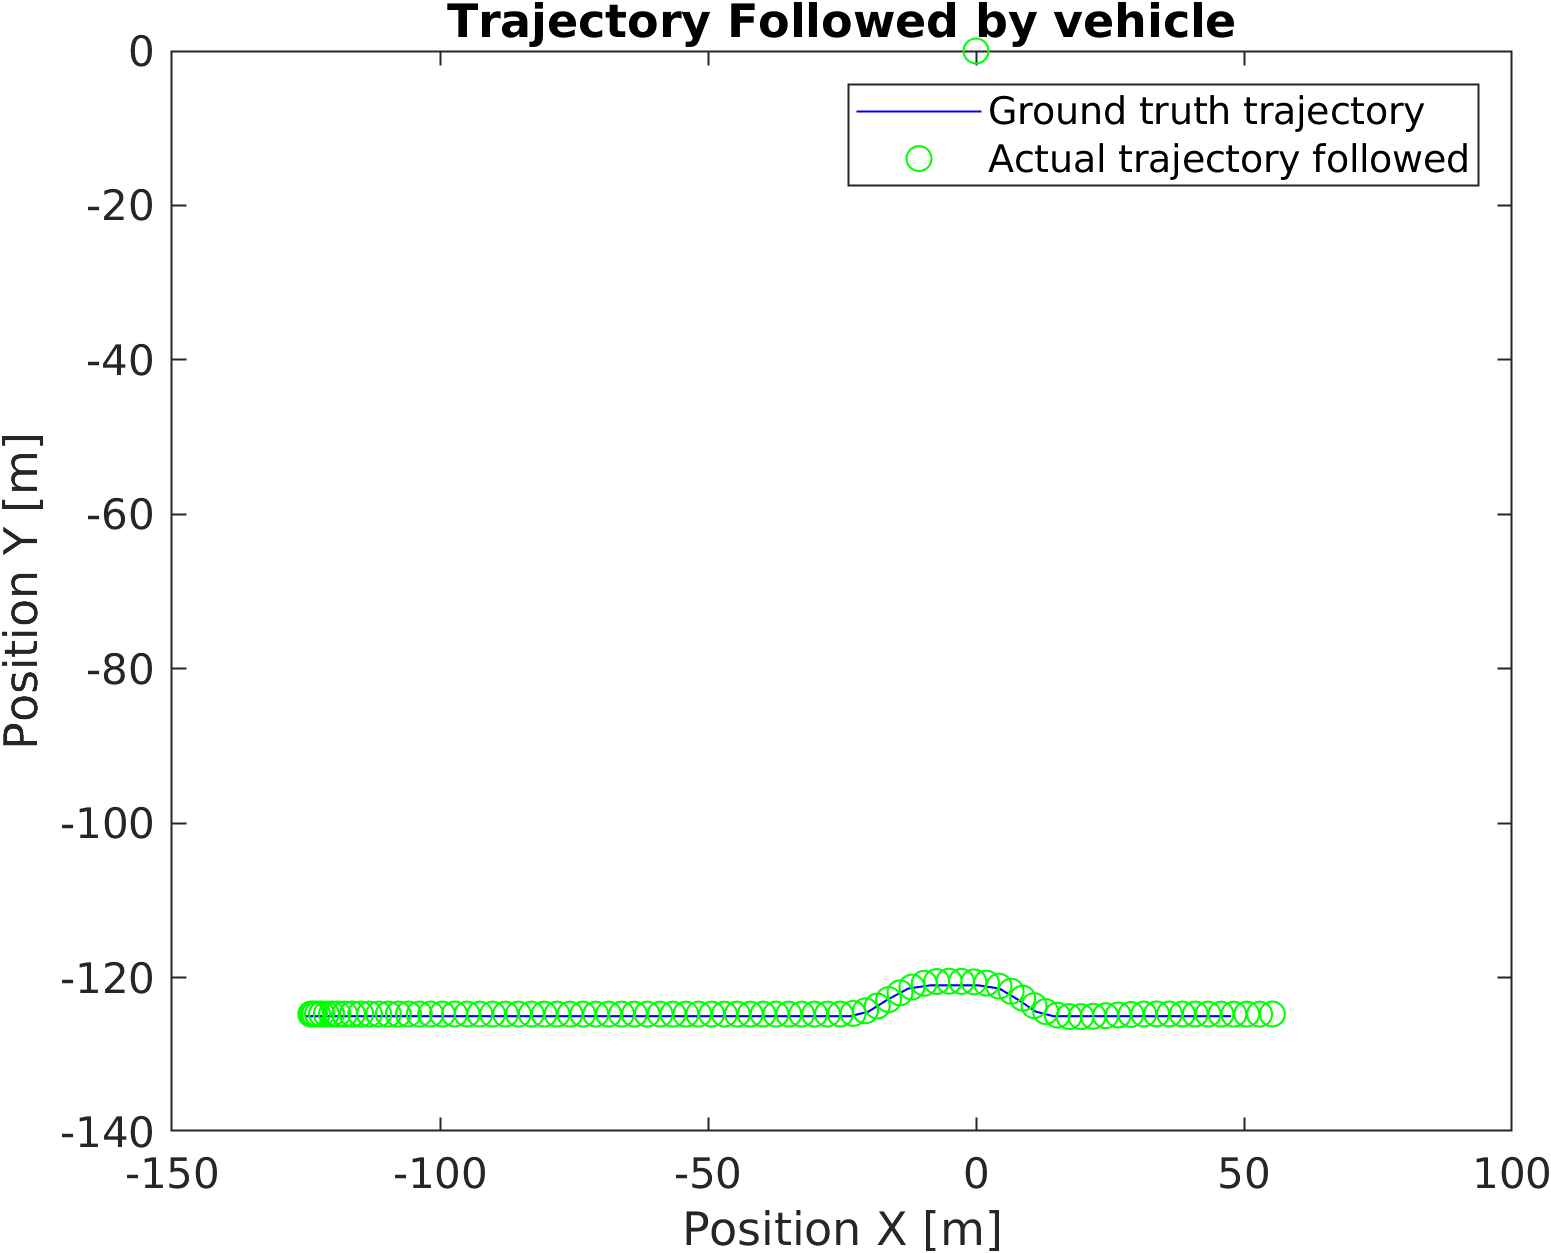 Trajectory Followed by vehicle
0
Ground truth trajectory
Actual trajectory followed
-20
-40
-60
-80
-100
-120
-140
Position Y [m]
-150 -100 -50 0 50 100
Position X [m]